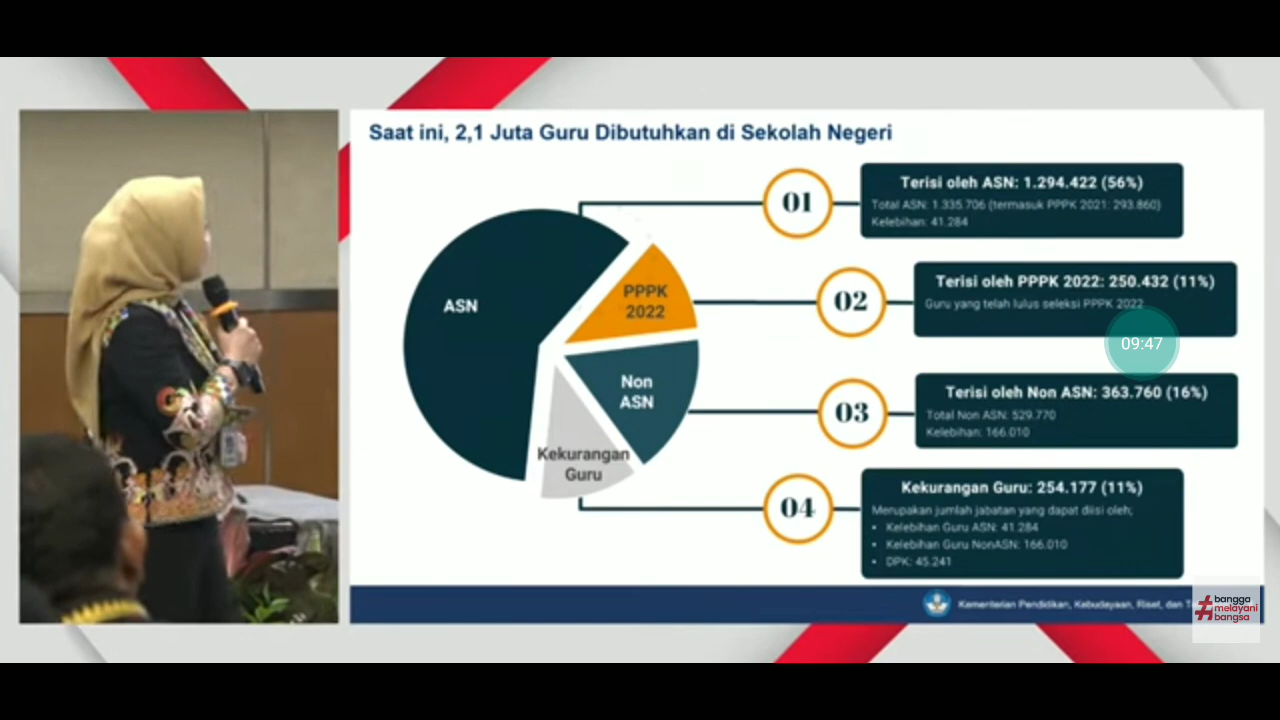 Saat ini, 2,1 Juta Guru Dibutuhkan di Sekolah Negeri
ASN
PPPK
2022
Non
ASN
Kekurangan
Guru
01
Terisi oleh ASN: 1.294.422 (56%)
Total ASN: 1.335.706 (termasuk PPPK 2021: 293.860)
Kelebihan: 41.284
02
Terisi oleh PPPK 2022: 250.432 (11%)
Guru yang telah lulus seleksi PPPK 2022
09:47
03
Terisi oleh Non ASN: 363.760 (16%)
Total Non ASN: 529.770
Kelebihan: 166.010
04
Kekurangan Guru: 254.177 (11%)
Merupakan jumlah jabatan yang dapat diisi oleh;
• Kelebihan Guru ASN: 41.284
• Kelebihan Guru NonASN: 166.010
• DPK: 45.241
Kementerian Pendidikan, Kebudayaan, Riset, dan
#bangga
melayani
bangsa